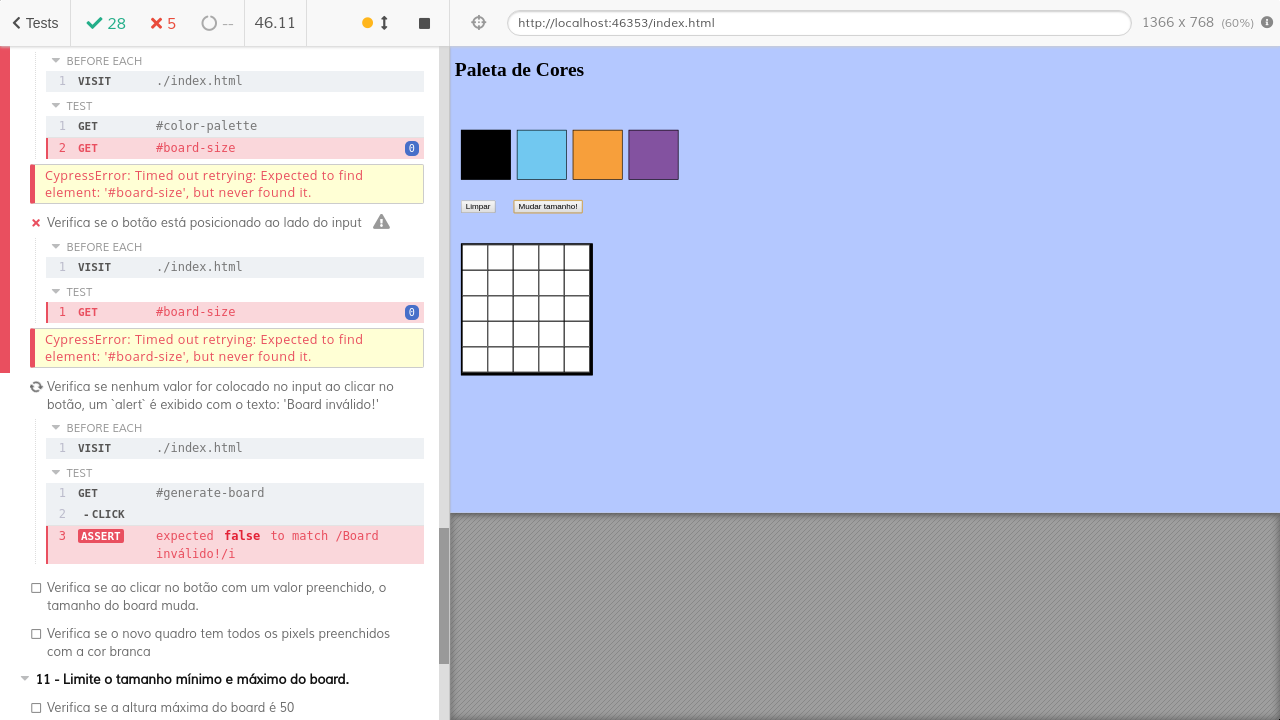 Tests
28
5
--
46.11
http://localhost:46353/index.html
1366 x 768 (60%)
BEFORE EACH
1 VISIT ./index.html
TEST
1 GET #color-palette
2 GET #board-size 0
CypressError: Timed out retrying: Expected to find
element: '#board-size', but never found it.
Verifica se o botão está posicionado ao lado do input
BEFORE EACH
1 VISIT ./index.html
TEST
1 GET #board-size 0
CypressError: Timed out retrying: Expected to find
element: '#board-size', but never found it.
Verifica se nenhum valor for colocado no input ao clicar no
botão, um `alert` é exibido com o texto: 'Board inválido!'
BEFORE EACH
1 VISIT ./index.html
TEST
1 GET #generate-board
2 - CLICK
3 ASSERT expected false to match /Board
inválido!/i
Verifica se ao clicar no botão com um valor preenchido, o
tamanho do board muda.
Verifica se o novo quadro tem todos os pixels preenchidos
com a cor branca
11 - Limite o tamanho mínimo e máximo do board.
Verifica se a altura máxima do board é 50
Paleta de Cores
Limpar
Mudar tamanho!